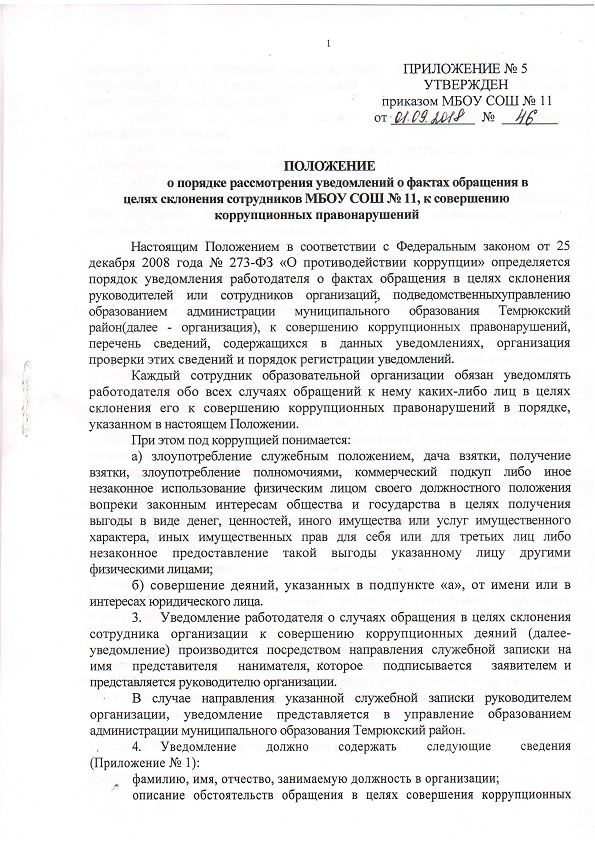 1
ПРИЛОЖЕНИЕ № 5
УТВЕРЖДЕН
приказом МБОУ СОШ № 11
от 01.09.2018 № 46
ПОЛОЖЕНИЕ
о порядке рассмотрения уведомлений о фактах обращения в
целях склонения сотрудников МБОУ СОШ № 11, к совершению
коррупционных правонарушений
Настоящим Положением в соответствии с Федеральным законом от 25
декабря 2008 года № 273-ФЗ «О противодействии коррупции» определяется
порядок уведомления работодателя о фактах обращения в целях склонения
руководителей или сотрудников организаций, подведомственныхуправлению
образованием администрации муниципального образования Темрюкский
район(далее - организация), к совершению коррупционных правонарушений,
перечень сведений, содержащихся в данных уведомлениях, организация
проверки этих сведений и порядок регистрации уведомлений.
Каждый сотрудник образовательной организации обязан уведомлять
работодателя обо всех случаях обращений к нему каких-либо лиц в целях
склонения его к совершению коррупционных правонарушений в порядке,
указанном в настоящем Положении.
При этом под коррупцией понимается:
а) злоупотребление служебным положением, дача взятки, получение
взятки, злоупотребление полномочиями, коммерческий подкуп либо иное
незаконное использование физическим лицом своего должностного положения
вопреки законным интересам общества и государства в целях получения
выгоды в виде денег, ценностей, иного имущества или услуг имущественного
характера, иных имущественных прав для себя или для третьих лиц либо
незаконное предоставление такой выгоды указанному лицу другими
физическими лицами;
б) совершение деяний, указанных в подпункте «а», от имени или в
интересах юридического лица.
3. Уведомление работодателя о случаях обращения в целях склонения
сотрудника организации к совершению коррупционных деяний (далее-
уведомление) производится посредством направления служебной записки на
имя представителя нанимателя, которое подписывается заявителем и
представляется руководителю организации.
В случае направления указанной служебной записки руководителем
организации, уведомление представляется в управление образованием
администрации муниципального образования Темрюкский район.
4. Уведомление должно содержать следующие сведения
(Приложение № 1):
фамилию, имя, отчество, занимаемую должность в организации;
описание обстоятельств обращения в целях совершения коррупционных